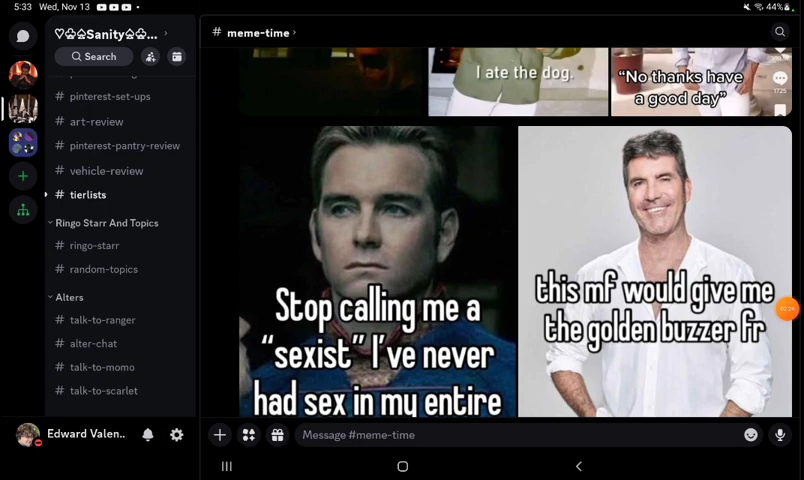 5:33 Wed, Nov 13
44%
♡♧♤Sanity♤♧...
Search
# pinterest-set-ups
# art-review
# pinterest-pantry-review
# vehicle-review
# tierlists
Ringo Starr And Topics
# ringo-starr
# random-topics
Alters
# talk-to-ranger
# alter-chat
# talk-to-momo
# talk-to-scarlet
Edward Valen..
# meme-time
I ate the dog.
“No thanks have
a good day”
1725
Stop calling me a
“sexist” I've never
had sex in my entire
this mf would give me
the golden buzzer fr
Message #meme-time